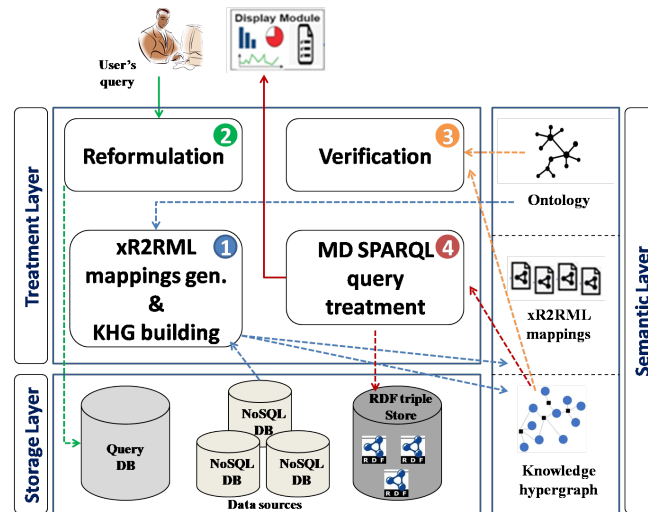 Display Module
User's
query
Treatment Layer
Reformulation
2
Verification
3
Ontology
xR2RML
mappings gen.
&
KHG building
1
MD SPARQL
query
treatment
4
xR2RML
mappings
Semantic Layer
Storage Layer
Query
DB
NoSQL
DB
NoSQL
DB
NoSQL
DB
Data sources
RDF triple
Store
RDF
RDF
RDF
Knowledge
hypergraph